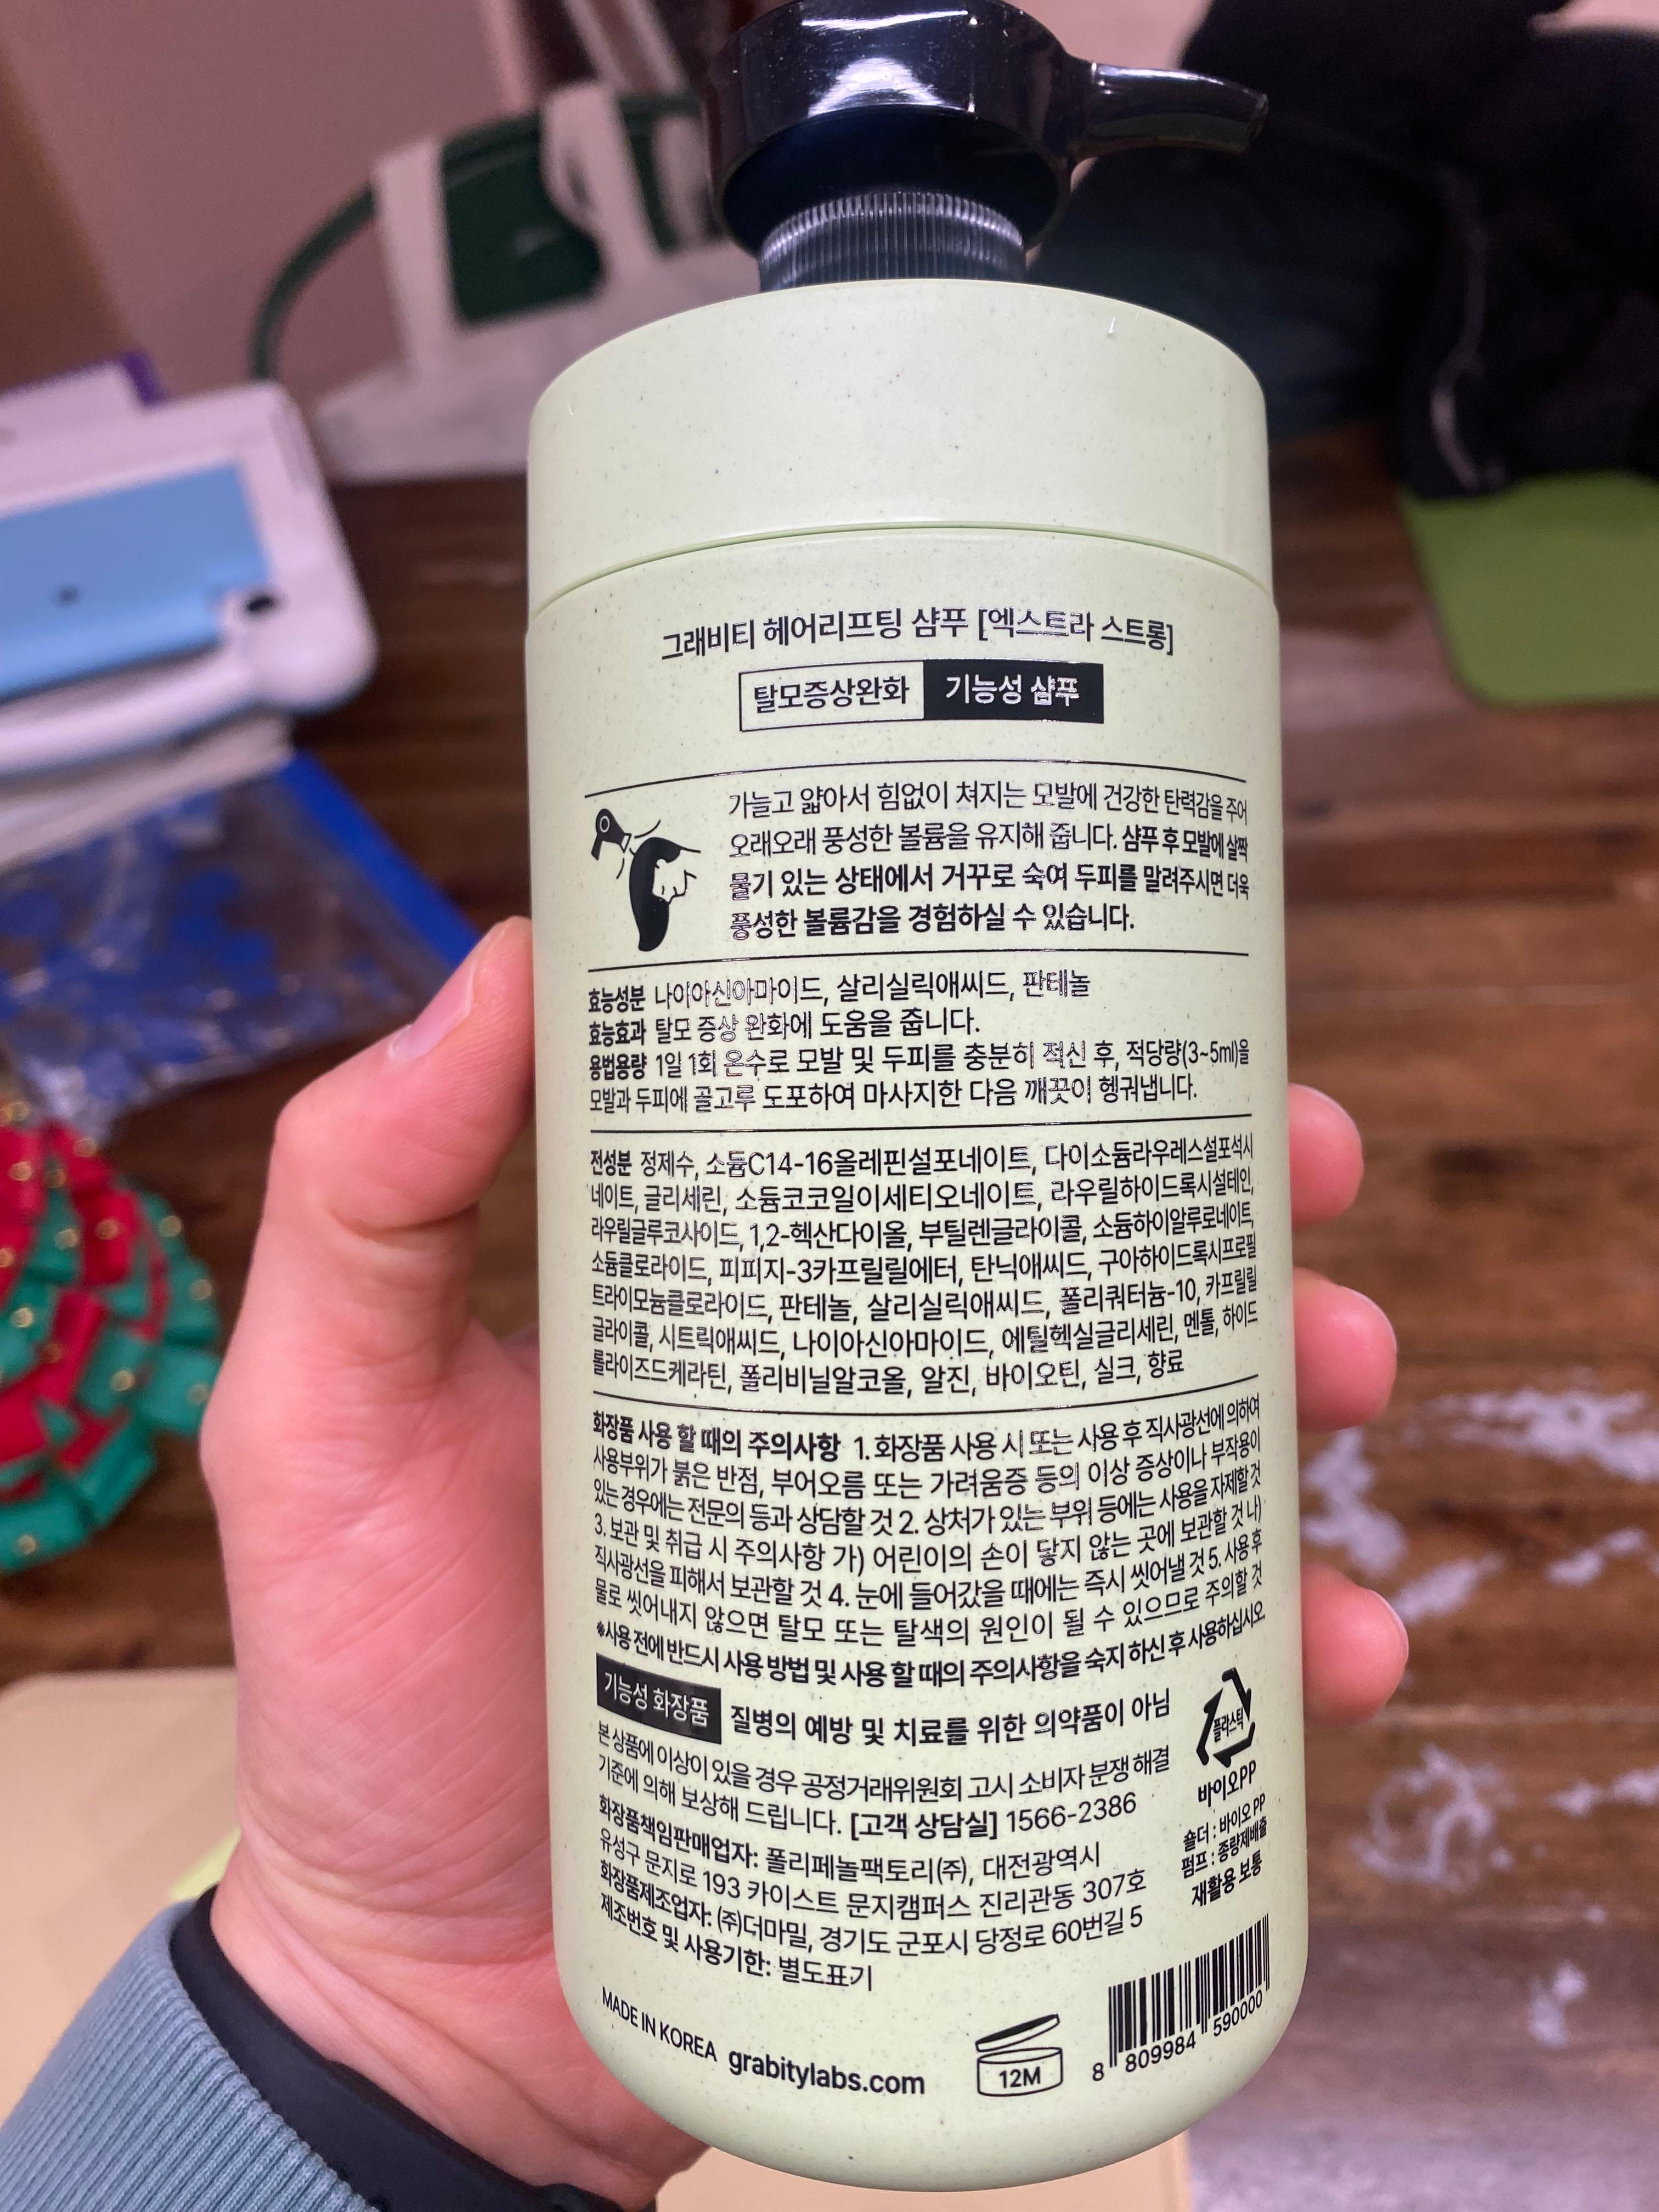 그래비티 헤어리프팅 샴푸 [엑스트라 스트롱]
탈모증상완화 기능성 샴푸
가늘고 얇아서 힘없이 쳐지는 모발에 건강한 탄력감을 주어
오래오래 풍성한 볼륨을 유지해 줍니다. 샴푸 후 모발에 살짝
물기 있는 상태에서 거꾸로 숙여 두피를 말려주시면 더욱
풍성한 볼륨감을 경험하실 수 있습니다.
효능성분 나이아신아마이드, 살리실릭애씨드, 판테놀
효능효과 탈모 증상 완화에 도움을 줍니다.
용법용량 1일 1회 온수로 모발 및 두피를 충분히 적신 후, 적당량(3~5ml)을
모발과 두피에 골고루 도포하여 마사지한 다음 깨끗이 헹궈냅니다.
전성분 정제수, 소듐C14-16올레핀설포네이트, 다이소듐라우레스설포석시
네이트, 글리세린, 소듐코코일이세티오네이트, 라우릴하이드록시설테인,
라우릴글루코사이드, 1,2-헥산다이올, 부틸렌글라이콜, 소듐하이알루로네이트,
소듐클로라이드, 피피지-3카프릴릴에터, 탄닉애씨드, 구아하이드록시프로필
트라이모늄클로라이드, 판테놀, 살리실릭애씨드, 폴리쿼터늄-10, 카프릴릴
글라이콜, 시트릭애씨드, 나이아신아마이드, 에틸헥실글리세린, 멘톨, 하이드
롤라이즈드케라틴, 폴리비닐알코올, 알진, 바이오틴, 실크, 향료
화장품 사용 할 때의 주의사항 1. 화장품 사용 시 또는 사용 후 직사광선에 의하여
사용부위가 붉은 반점, 부어오름 또는 가려움증 등의 이상 증상이나 부작용이
있는 경우에는 전문의 등과 상담할 것 2. 상처가 있는 부위 등에는 사용을 자제할 것
3. 보관 및 취급 시 주의사항 가) 어린이의 손이 닿지 않는 곳에 보관할 것 나)
직사광선을 피해서 보관할 것 4. 눈에 들어갔을 때에는 즉시 씻어낼 것 5. 사용 후
물로 씻어내지 않으면 탈모 또는 탈색의 원인이 될 수 있으므로 주의할 것
*사용 전에 반드시 사용 방법 및 사용 할 때의 주의사항을 숙지 하신 후 사용하십시오.
기능성 화장품 질병의 예방 및 치료를 위한 의약품이 아님
본 상품에 이상이 있을 경우 공정거래위원회 고시 소비자 분쟁 해결
기준에 의해 보상해 드립니다. [고객 상담실] 1566-2386
화장품책임판매업자: 폴리페놀팩토리(주), 대전광역시
유성구 문지로 193 카이스트 문지캠퍼스 진리관동 307호
화장품제조업자: (주)더마밀, 경기도 군포시 당정로 60번길 5
제조번호 및 사용기한: 별도표기
플라스틱
바이오PP
숄더 : 바이오 PP
펌프 : 종량제배출
재활용 보통
MADE IN KOREA grabitylabs.com
12M
8 809984 590000